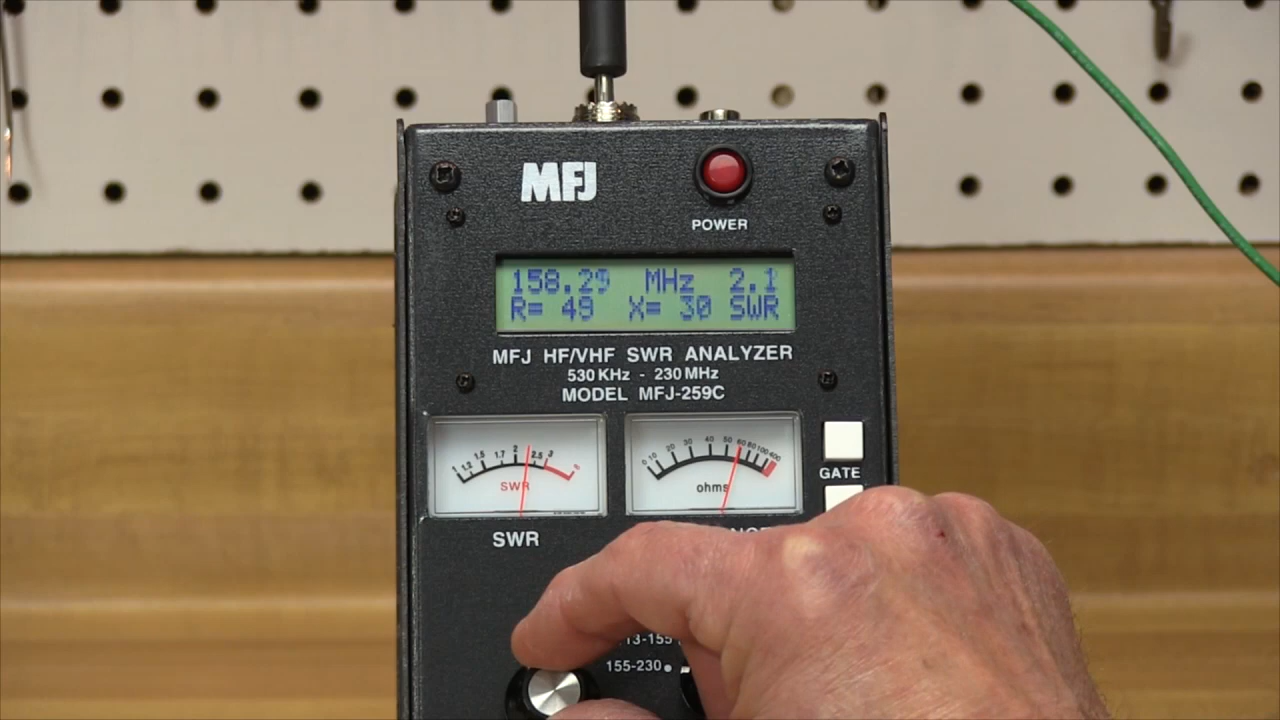 MFJ
POWER
158.29 MHz 2.1
R= 49 X= 30 SWR
MFJ HF/VHF SWR ANALYZER
530 KHz - 230 MHz
MODEL MFJ-259C
1 1.2 1.5 1.7 2 2.5 3
SWR
0 10 20 30 40 50 60 80 100
ohms
GATE
SWR
155-230